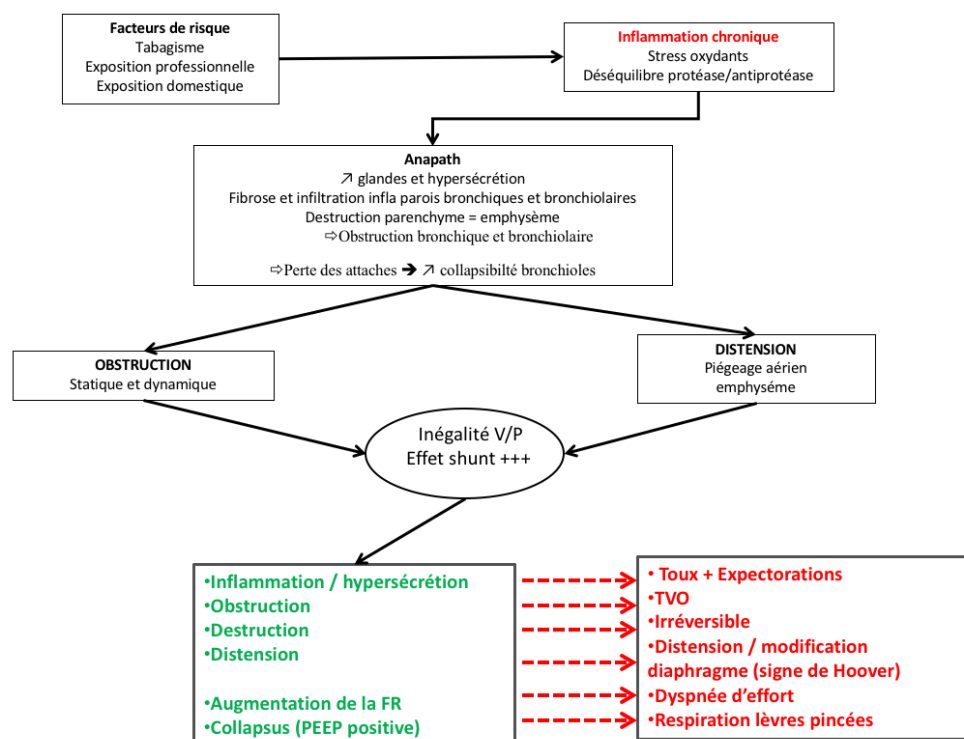 Facteurs de risque
Tabagisme
Exposition professionnelle
Exposition domestique
Inflammation chronique
Stress oxydants
Déséquilibre protéase/antiprotéase
Anapath
↗ glandes et hypersécrétion
Fibrose et infiltration infla parois bronchiques et bronchiolaires
Destruction parenchyme = emphysème
⇨Obstruction bronchique et bronchiolaire
⇨Perte des attaches ➔ ↗ collapsibilté bronchioles
OBSTRUCTION
Statique et dynamique
DISTENSION
Piégeage aérien
emphyséme
Inégalité V/P
Effet shunt +++
•Inflammation / hypersécrétion
•Obstruction
•Destruction
•Distension
•Augmentation de la FR
•Collapsus (PEEP positive)
• Toux + Expectorations
•TVO
•Irréversible
•Distension / modification
diaphragme (signe de Hoover)
•Dyspnée d'effort
•Respiration lèvres pincées